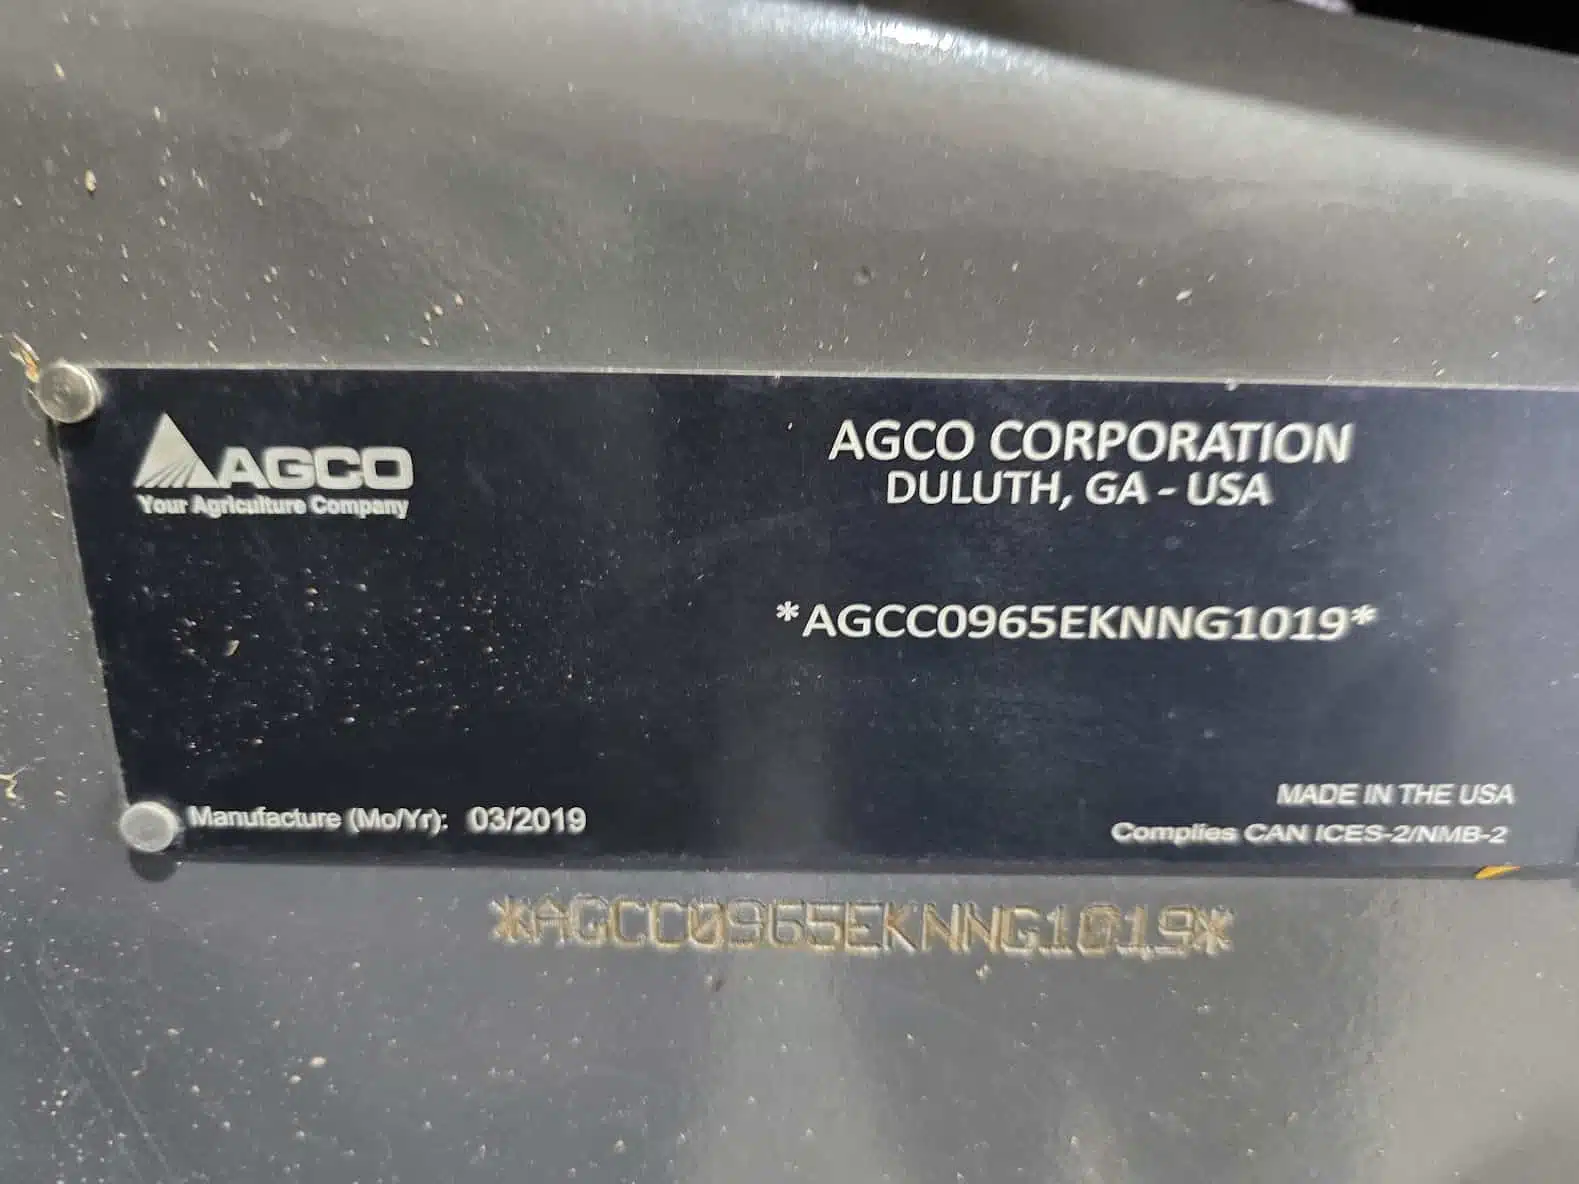 AGCO
Your Agriculture Company
AGCO CORPORATION
DULUTH, GA - USA
*AGCC0965EKNNG1019*
Manufacture (Mo/Yr): 03/2019
MADE IN THE USA
Complies CAN ICES-2/NMB-2
*AGCC0965EKNNG1019*